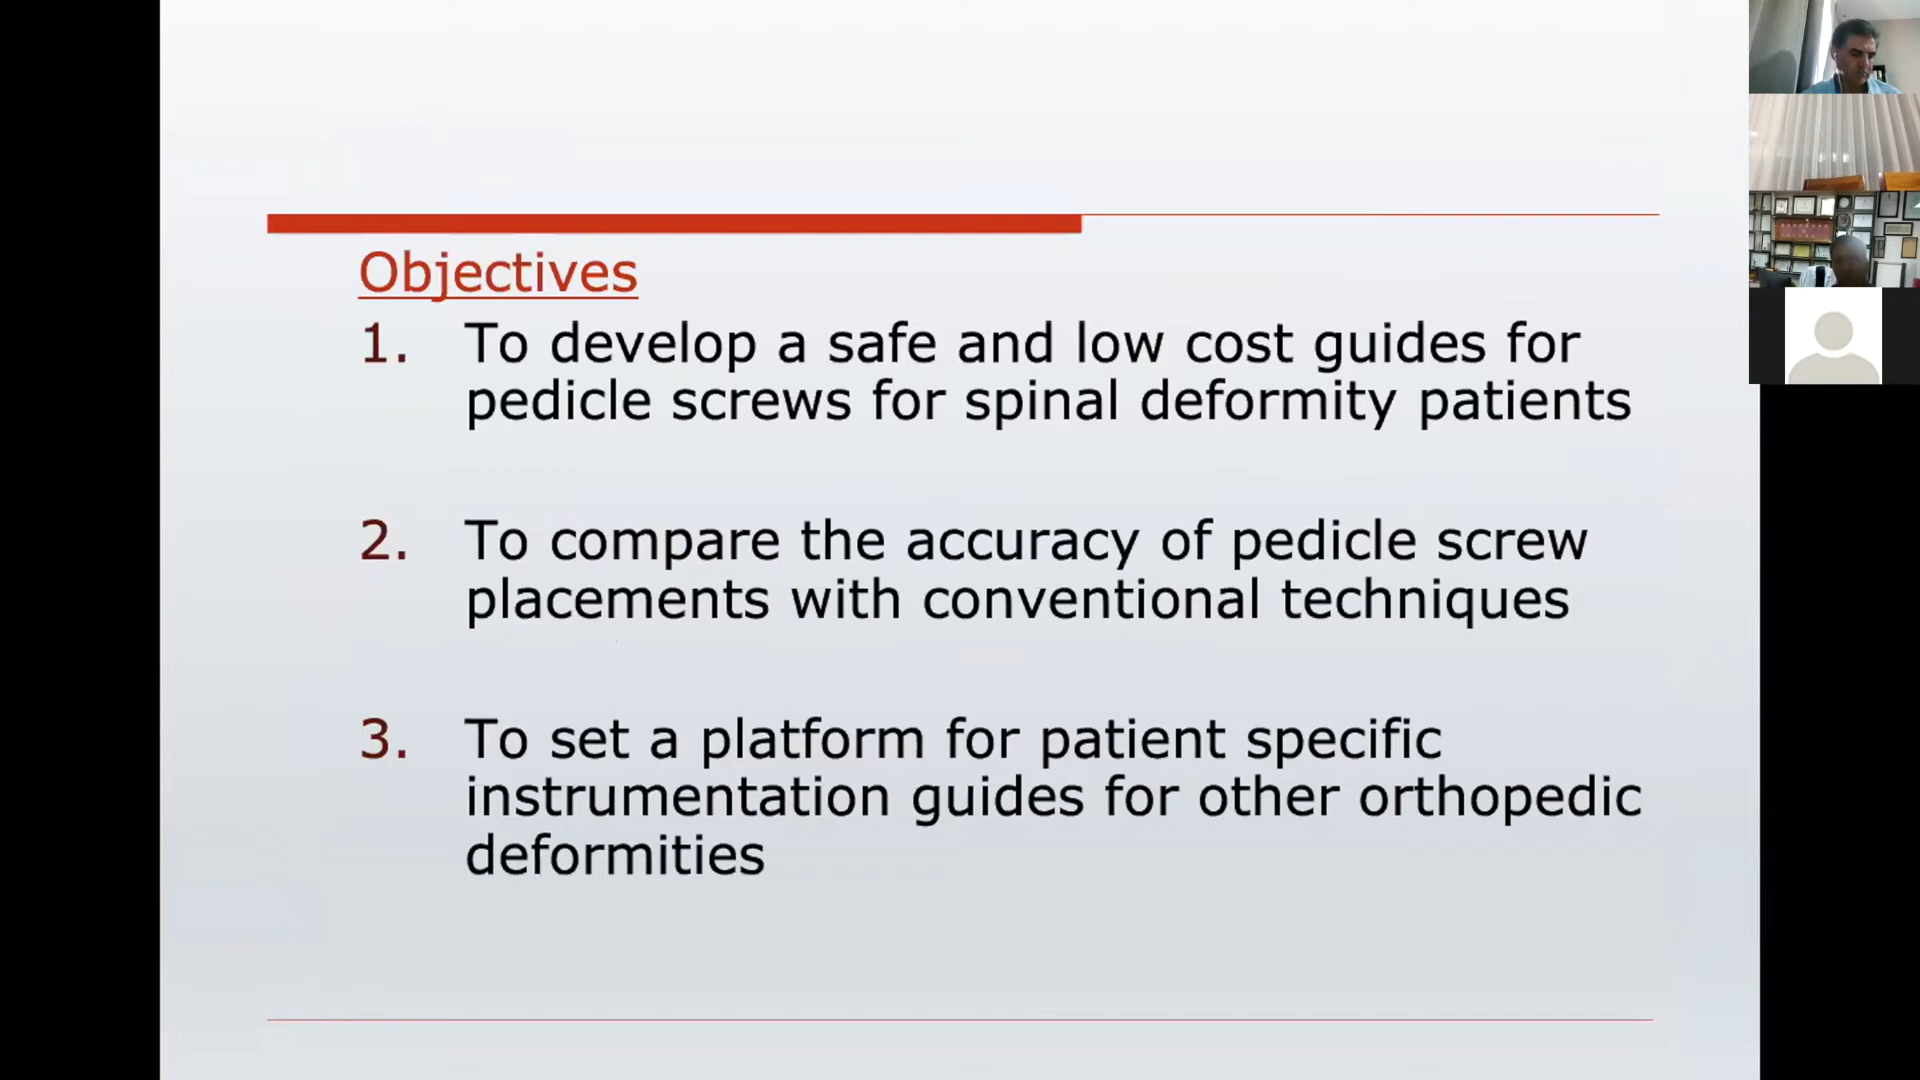 Objectives
1. To develop a safe and low cost guides for
pedicle screws for spinal deformity patients
2. To compare the accuracy of pedicle screw
placements with conventional techniques
3. To set a platform for patient specific
instrumentation guides for other orthopedic
deformities